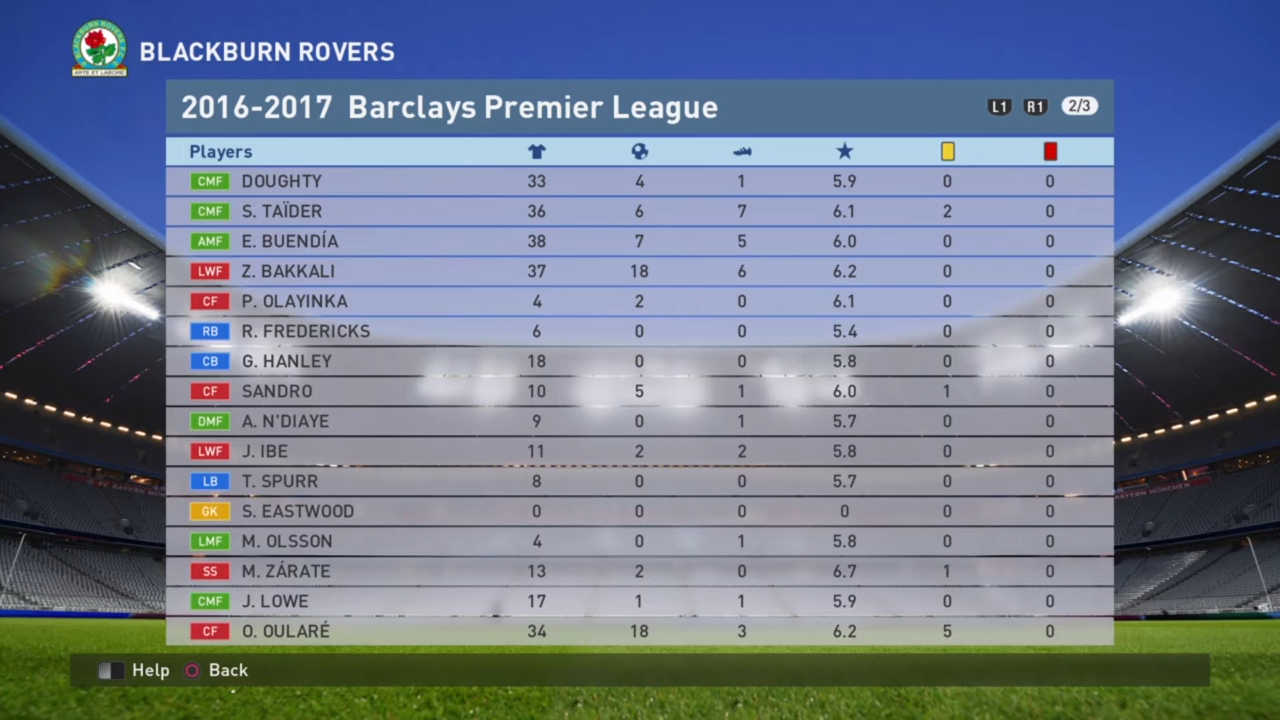 BLACKBURN ROVERS
2016-2017 Barclays Premier League L1 R1 2/3
Players
CMF DOUGHTY 33 4 1 5.9 0 0
CMF S. TAÏDER 36 6 7 6.1 2 0
AMF E. BUENDÍA 38 7 5 6.0 0 0
LWF Z. BAKKALI 37 18 6 6.2 0 0
CF P. OLAYINKA 4 2 0 6.1 0 0
RB R. FREDERICKS 6 0 0 5.4 0 0
CB G. HANLEY 18 0 0 5.8 0 0
CF SANDRO 10 5 1 6.0 1 0
DMF A. N'DIAYE 9 0 1 5.7 0 0
LWF J. IBE 11 2 2 5.8 0 0
LB T. SPURR 8 0 0 5.7 0 0
GK S. EASTWOOD 0 0 0 0 0 0
LMF M. OLSSON 4 0 1 5.8 0 0
SS M. ZÁRATE 13 2 0 6.7 1 0
CMF J. LOWE 17 1 1 5.9 0 0
CF O. OULARÉ 34 18 3 6.2 5 0
Help Back